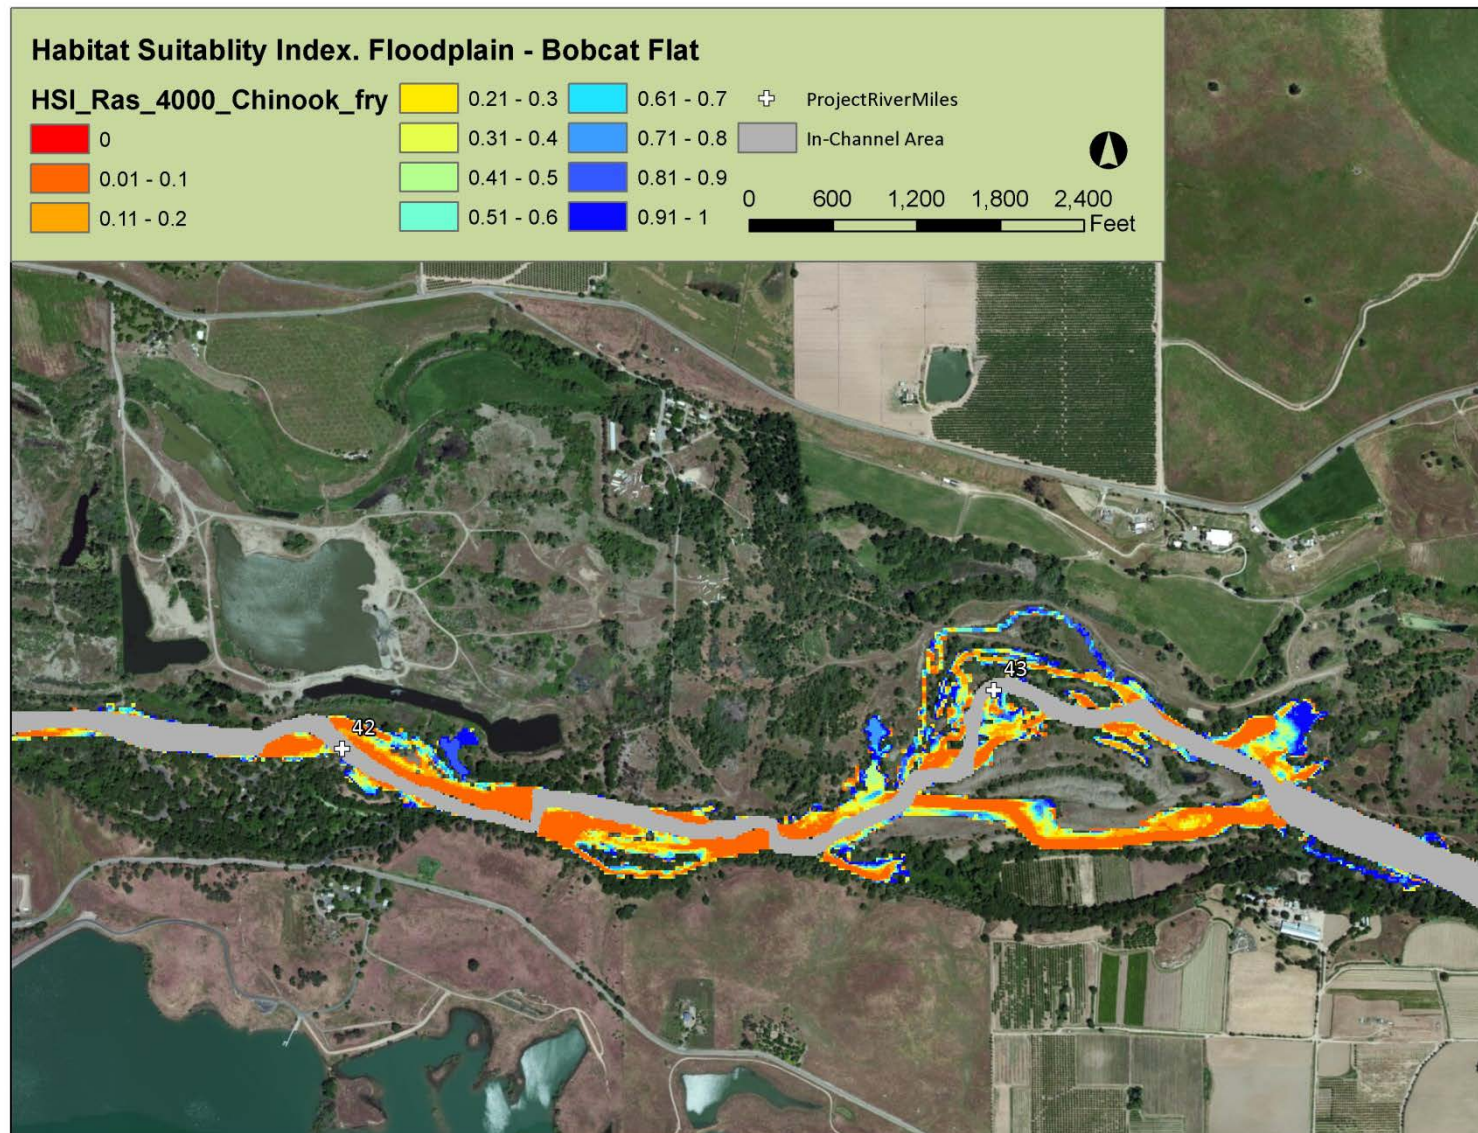 Habitat Suitablity Index. Floodplain - Bobcat Flat
HSI_Ras_4000_Chinook_fry
0
0.01 - 0.1
0.11 - 0.2
0.21 - 0.3
0.31 - 0.4
0.41 - 0.5
0.51 - 0.6
0.61 - 0.7
0.71 - 0.8
0.81 - 0.9
0.91 - 1
ProjectRiverMiles
In-Channel Area
0 600 1,200 1,800 2,400
Feet
43
42